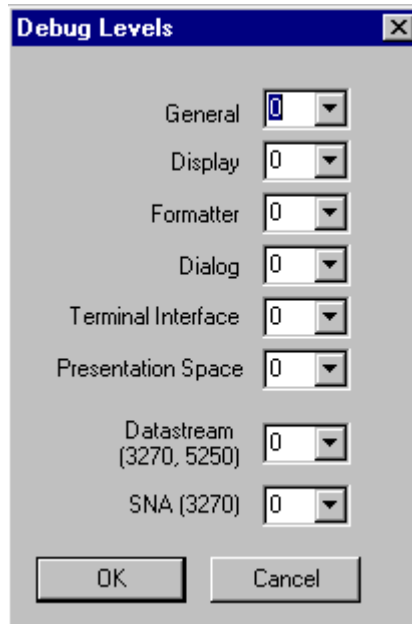 Debug Levels
General 0
Display 0
Formatter 0
Dialog 0
Terminal Interface 0
Presentation Space 0
Datastream
(3270, 5250) 0
SNA (3270) 0
OK Cancel